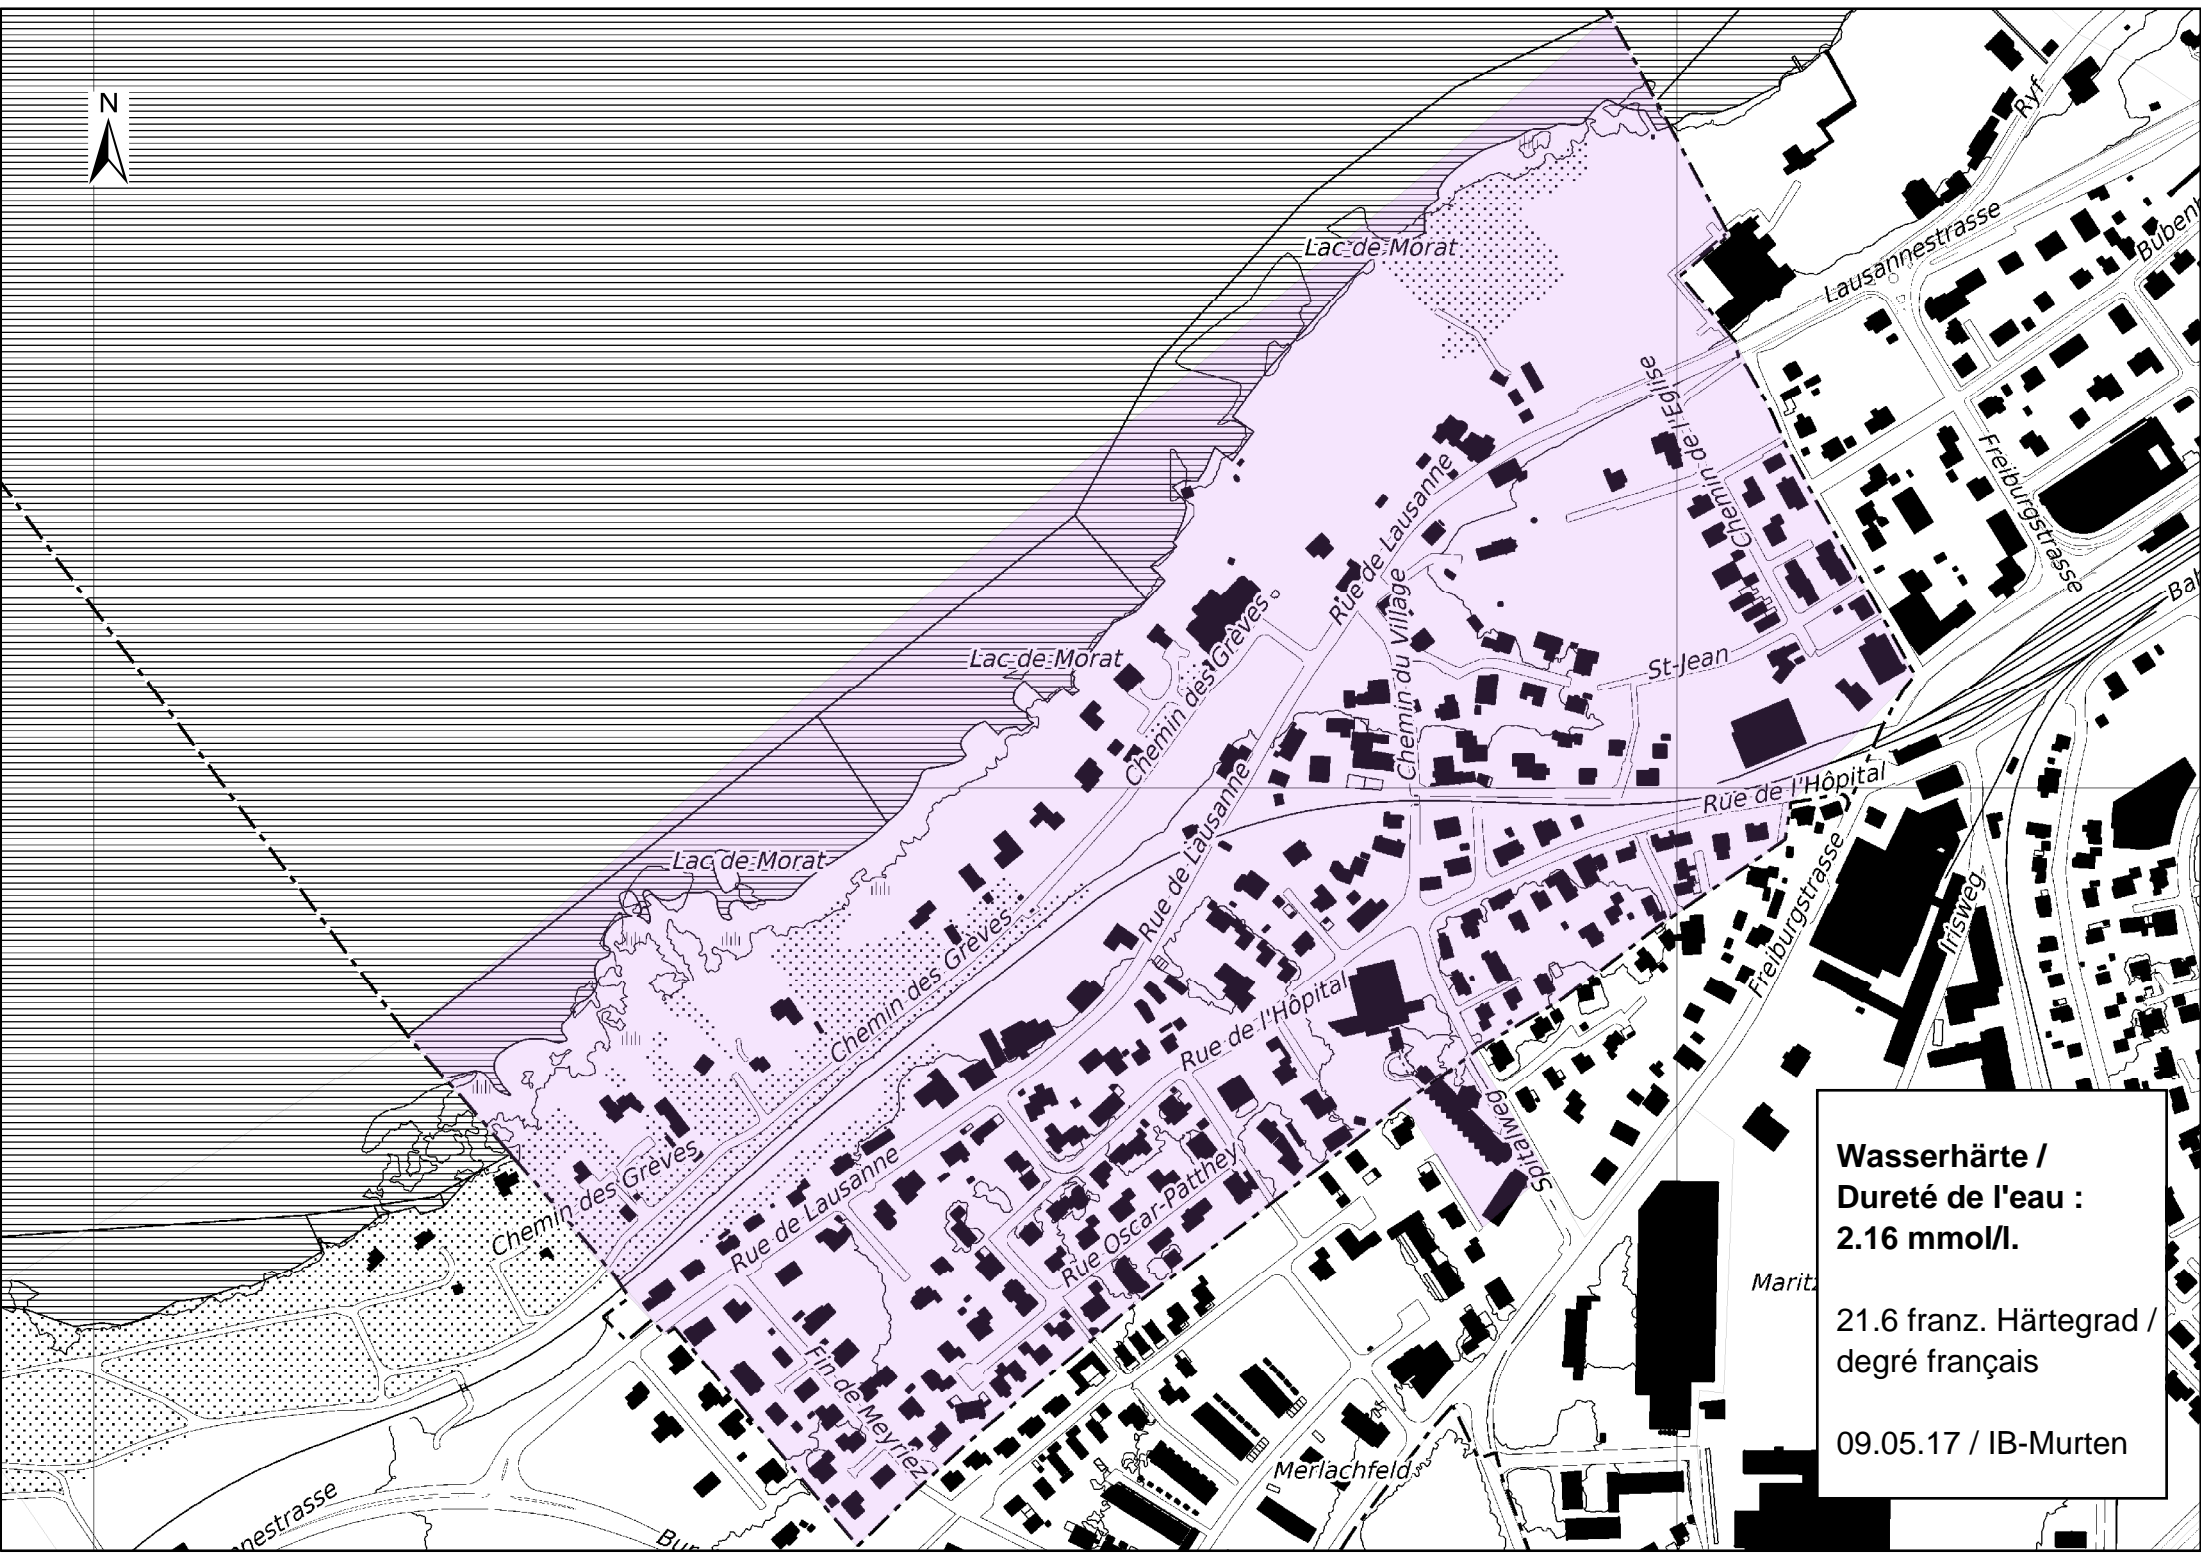 N
Ryf
Lausannestrasse
Lac de Morat
Chemin de l'Eglise
Freiburgstrasse
Rue de Lausanne
Chemin du Village
Lac de Morat
Chemin des Grèves
St-Jean
Rue de l'Hôpital
Rue de Lausanne
Lac de Morat
Freiburgstrasse
Irisweg
Chemin des Grèves
Rue de l'Hôpital
Spitalweg
Chemin des Grèves
Rue de Lausanne
Rue Oscar-Patthey
Fin de Meyriez
Merlachfeld
nestrasse
Wasserhärte /
Dureté de l'eau :
2.16 mmol/l.
21.6 franz. Härtegrad /
degré français
09.05.17 / IB-Murten